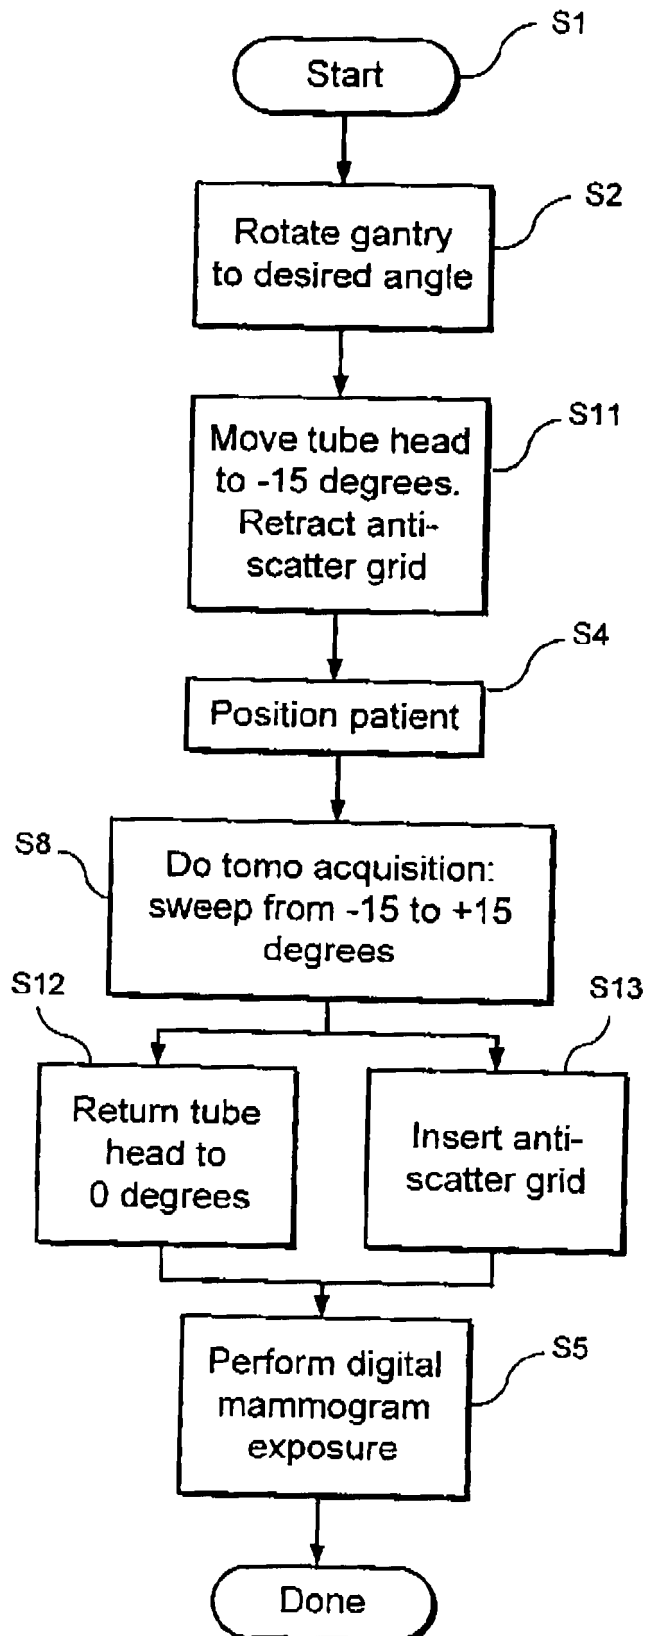 S1
Start
S2
Rotate gantry
to desired angle
S11
Move tube head
to -15 degrees.
Retract anti-
scatter grid
S4
Position patient
S8
Do tomo acquisition:
sweep from -15 to +15
degrees
S12
Return tube
head to
0 degrees
S13
Insert anti-
scatter grid
S5
Perform digital
mammogram
exposure
Done